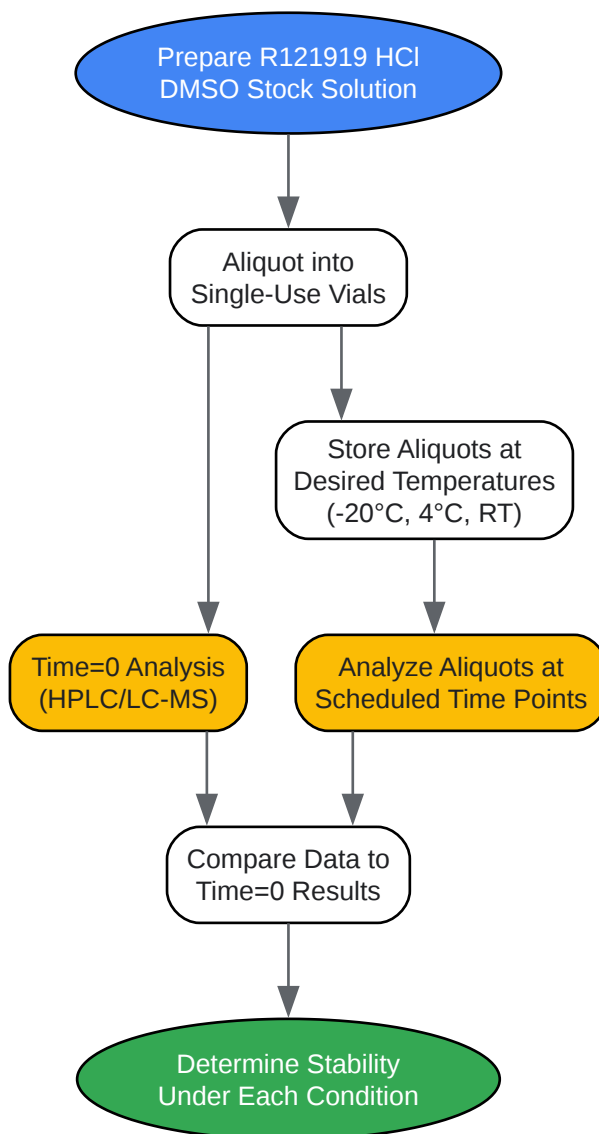 Prepare R121919 HCl
DMSO Stock Solution
Aliquot into
Single-Use Vials
Store Aliquots at
Desired Temperatures
(-20°C, 4°C, RT)
Time=0 Analysis
(HPLC/LC-MS)
Analyze Aliquots at
Scheduled Time Points
Compare Data to
Time=0 Results
Determine Stability
Under Each Condition